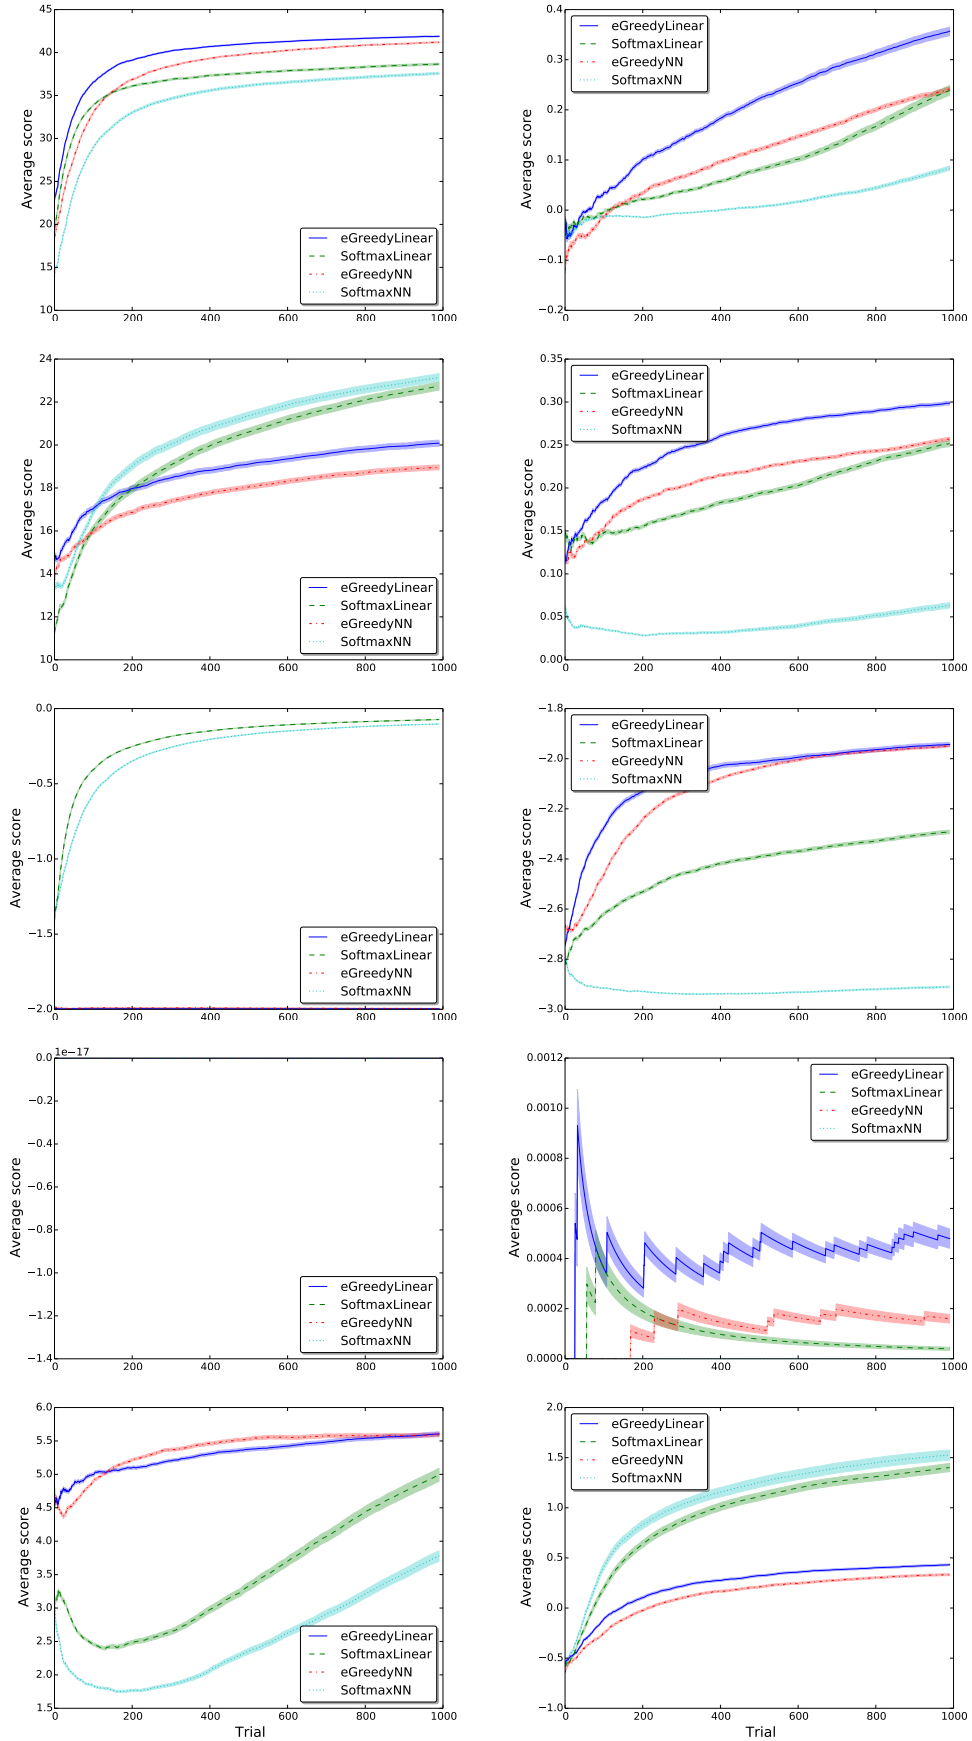 45
40
35
30
25
20
15
10
Average score
0 200 400 600 800 1000
eGreedyLinear
SoftmaxLinear
eGreedyNN
SoftmaxNN
0.4
0.3
0.2
0.1
0.0
−0.1
−0.2
Average score
0 200 400 600 800 1000
eGreedyLinear
SoftmaxLinear
eGreedyNN
SoftmaxNN
24
22
20
18
16
14
12
10
Average score
0 200 400 600 800 1000
eGreedyLinear
SoftmaxLinear
eGreedyNN
SoftmaxNN
0.35
0.30
0.25
0.20
0.15
0.10
0.05
0.00
Average score
0 200 400 600 800 1000
eGreedyLinear
SoftmaxLinear
eGreedyNN
SoftmaxNN
0.0
−0.5
−1.0
−1.5
−2.0
Average score
0 200 400 600 800 1000
eGreedyLinear
SoftmaxLinear
eGreedyNN
SoftmaxNN
−1.8
−2.0
−2.2
−2.4
−2.6
−2.8
−3.0
Average score
0 200 400 600 800 1000
eGreedyLinear
SoftmaxLinear
eGreedyNN
SoftmaxNN
1e−17
0.0
−0.2
−0.4
−0.6
−0.8
−1.0
−1.2
−1.4
Average score
0 200 400 600 800 1000
eGreedyLinear
SoftmaxLinear
eGreedyNN
SoftmaxNN
0.0012
0.0010
0.0008
0.0006
0.0004
0.0002
0.0000
Average score
0 200 400 600 800 1000
eGreedyLinear
SoftmaxLinear
eGreedyNN
SoftmaxNN
6.0
5.5
5.0
4.5
4.0
3.5
3.0
2.5
2.0
1.5
Average score
0 200 400 600 800 1000
Trial
eGreedyLinear
SoftmaxLinear
eGreedyNN
SoftmaxNN
2.0
1.5
1.0
0.5
0.0
−0.5
−1.0
Average score
0 200 400 600 800 1000
Trial
eGreedyLinear
SoftmaxLinear
eGreedyNN
SoftmaxNN